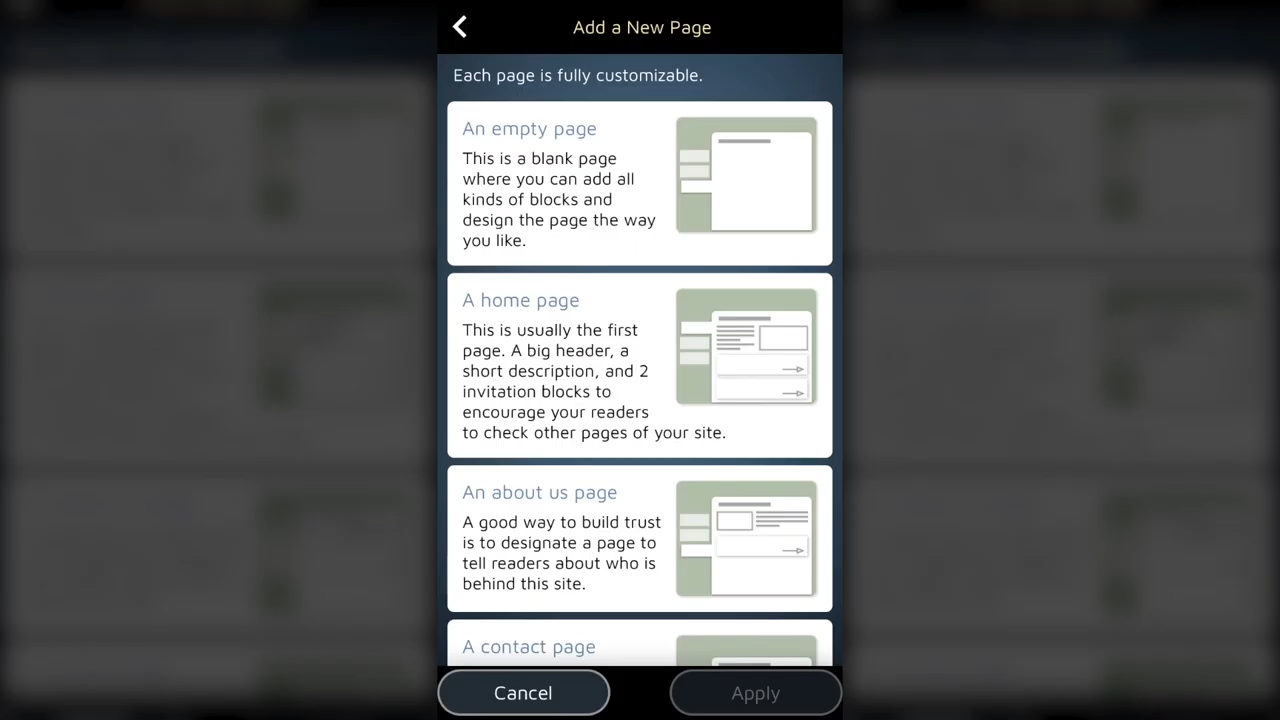 Add a New Page
Each page is fully customizable.
An empty page
This is a blank page
where you can add all
kinds of blocks and
design the page the way
you like.
A home page
This is usually the first
page. A big header, a
short description, and 2
invitation blocks to
encourage your readers
to check other pages of your site.
An about us page
A good way to build trust
is to designate a page to
tell readers about who is
behind this site.
A contact page
Cancel
Apply